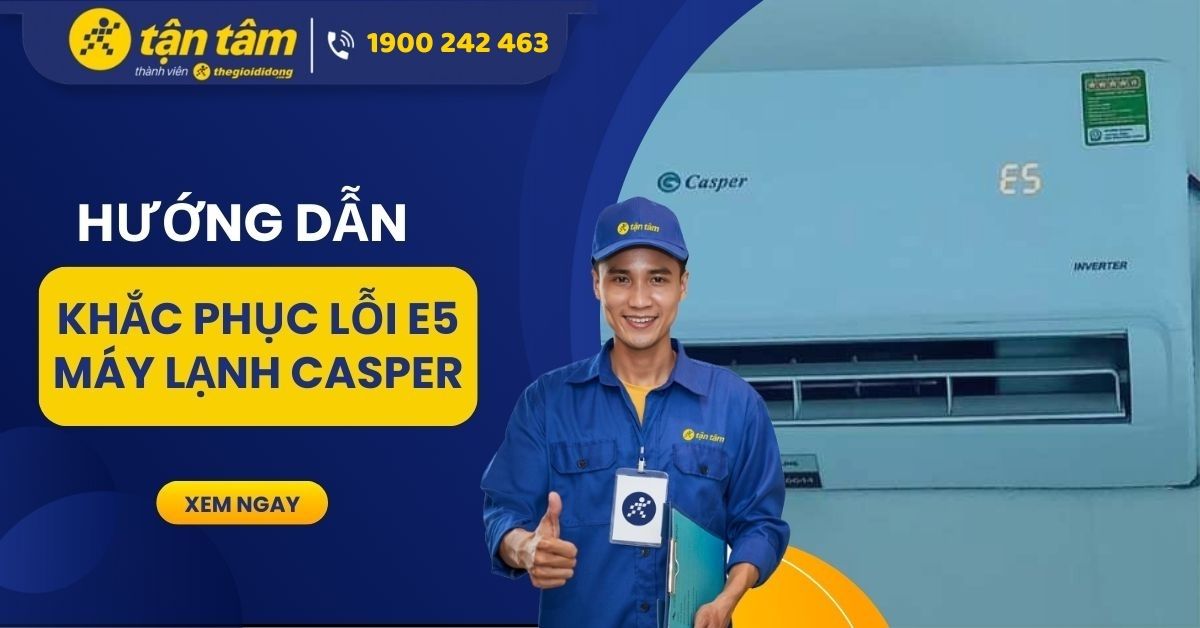 tận tâm
thành viên thegioididong.com
1900 242 463
HƯỚNG DẪN
KHẮC PHỤC LỖI E5
MÁY LẠNH CASPER
XEM NGAY
Casper
E5
INVERTER
tận tâm
tận tâm